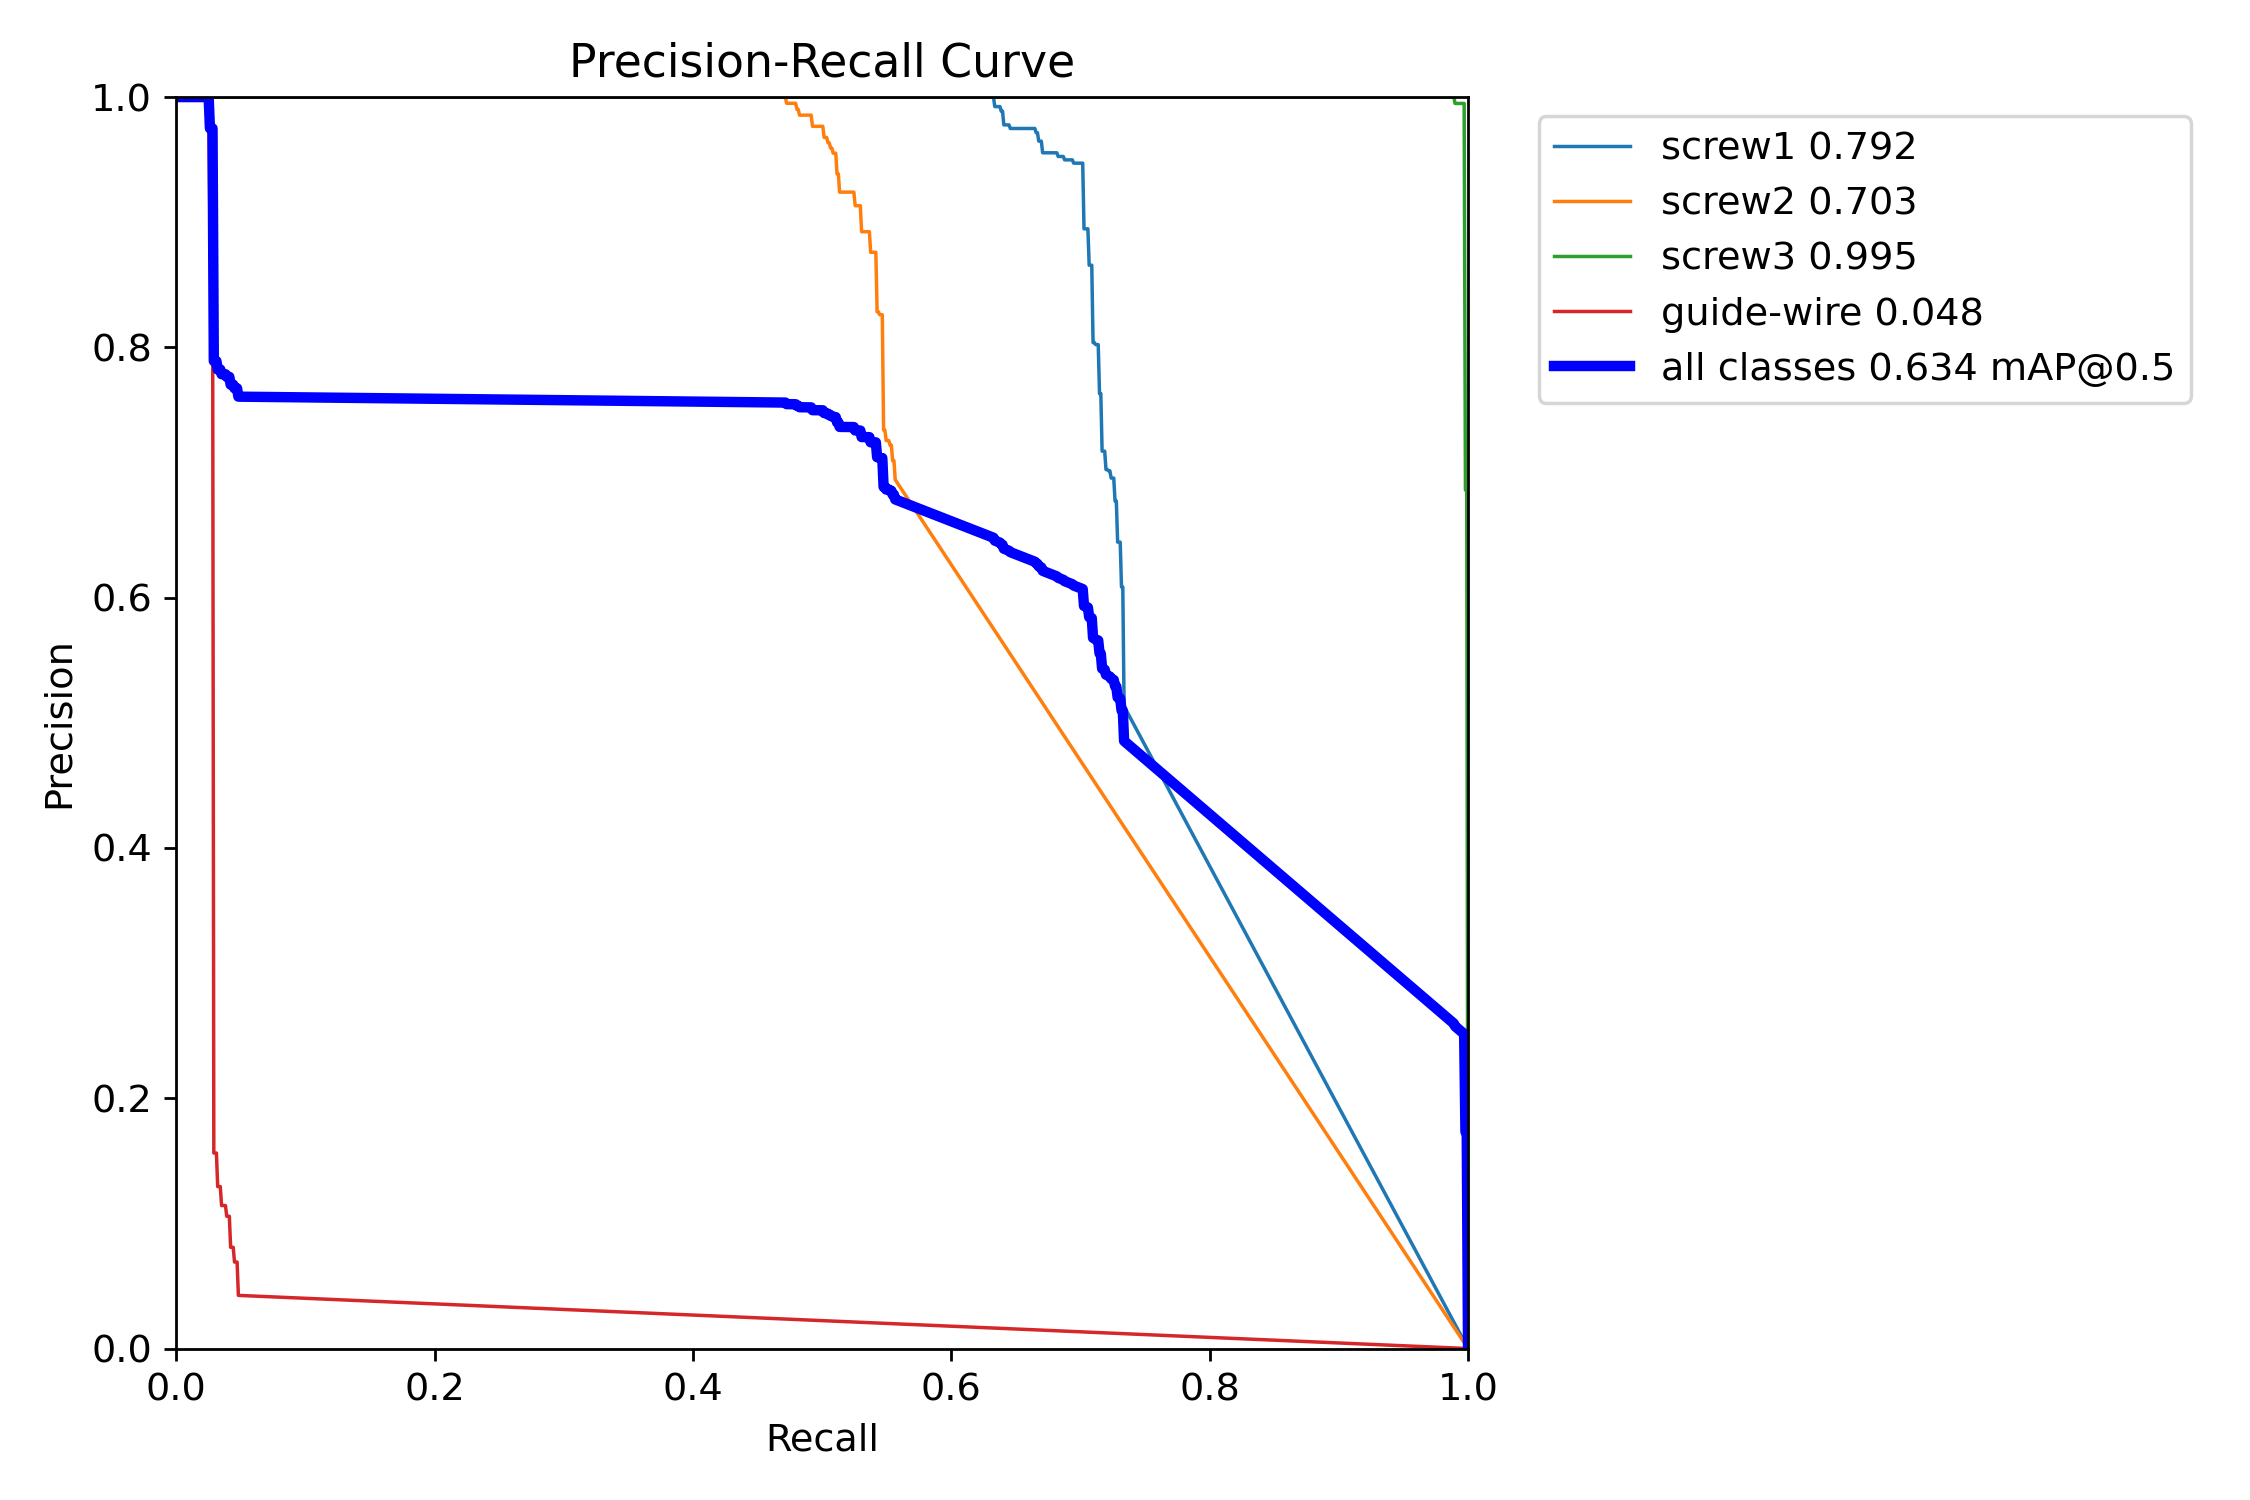 Precision-Recall Curve
1.0
0.8
0.6
0.4
0.2
0.0
Precision
0.0 0.2 0.4 0.6 0.8 1.0
Recall
screw1 0.792
screw2 0.703
screw3 0.995
guide-wire 0.048
all classes 0.634 mAP@0.5